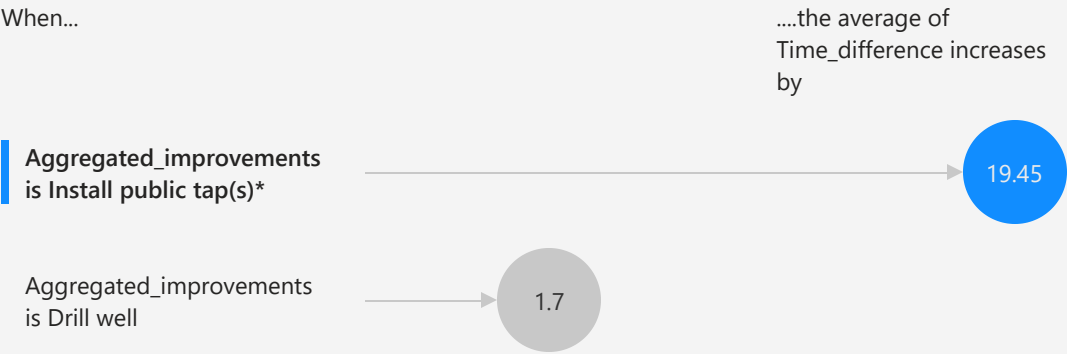 When...
....the average of
Time_difference increases
by
Aggregated_improvements
is Install public tap(s)*
19.45
Aggregated_improvements
is Drill well
1.7